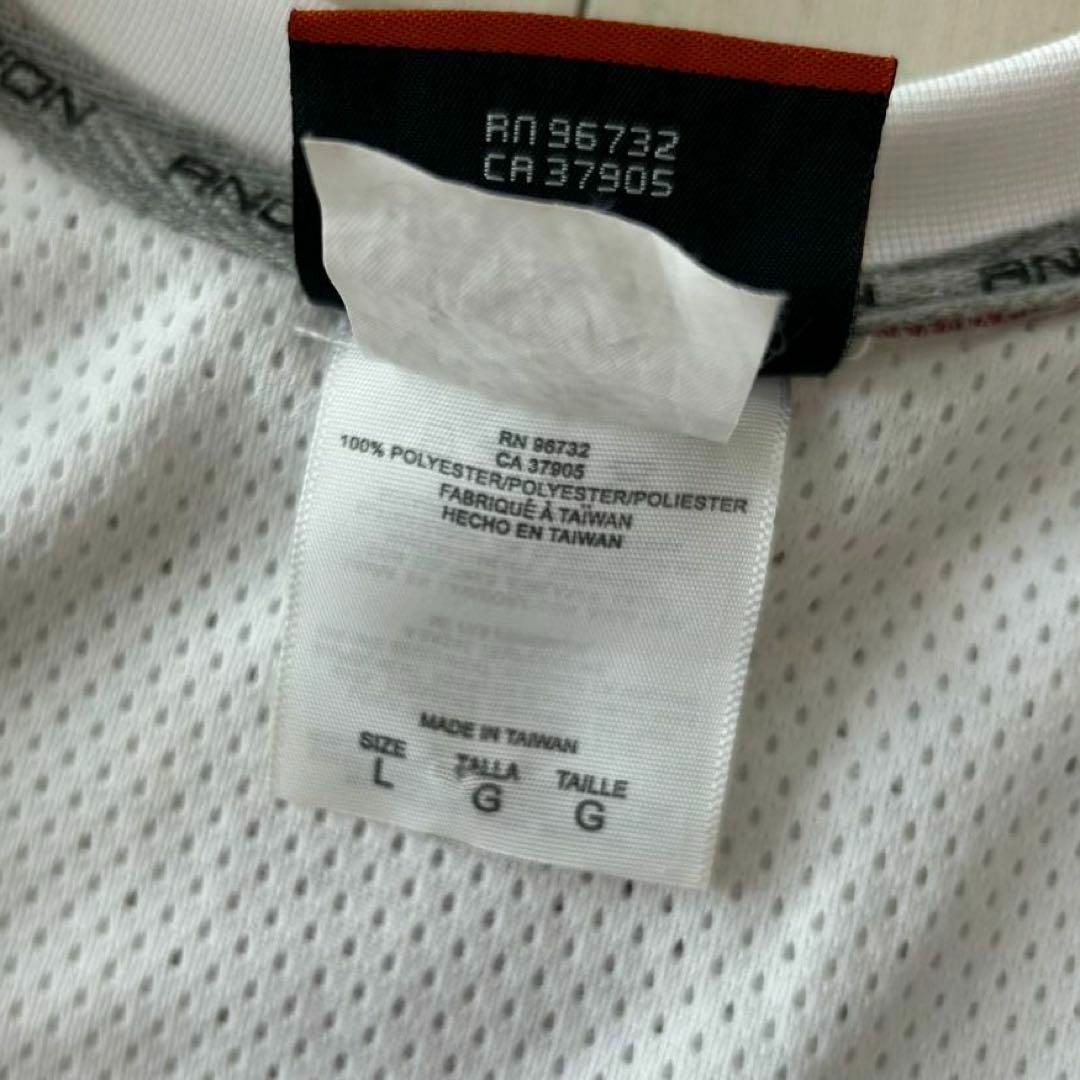 RN 96732
CA 37905
RN 96732
CA 37905
100% POLYESTER/POLYESTER/POLIESTER
FABRIQUÉ À TAÏWAN
HECHO EN TAIWAN
MADE IN TAIWAN
SIZE TALLA TAILLE
L G G